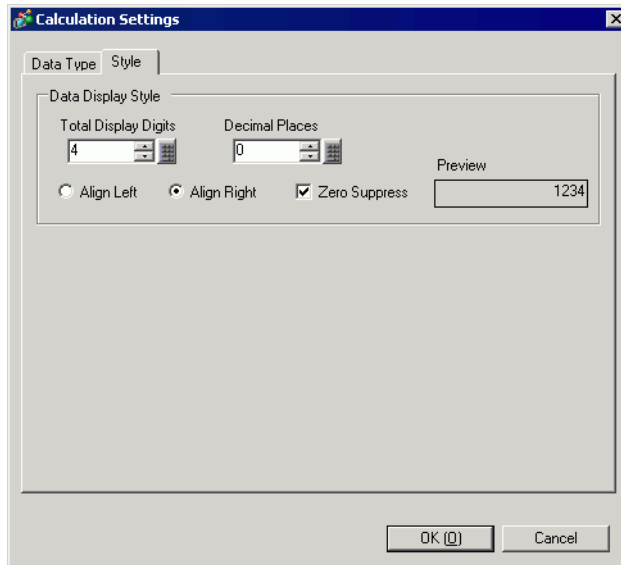 Calculation Settings
Data Type Style
Data Display Style
Total Display Digits Decimal Places
4 0
Preview
Align Left Align Right Zero Suppress 1234
OK (O) Cancel